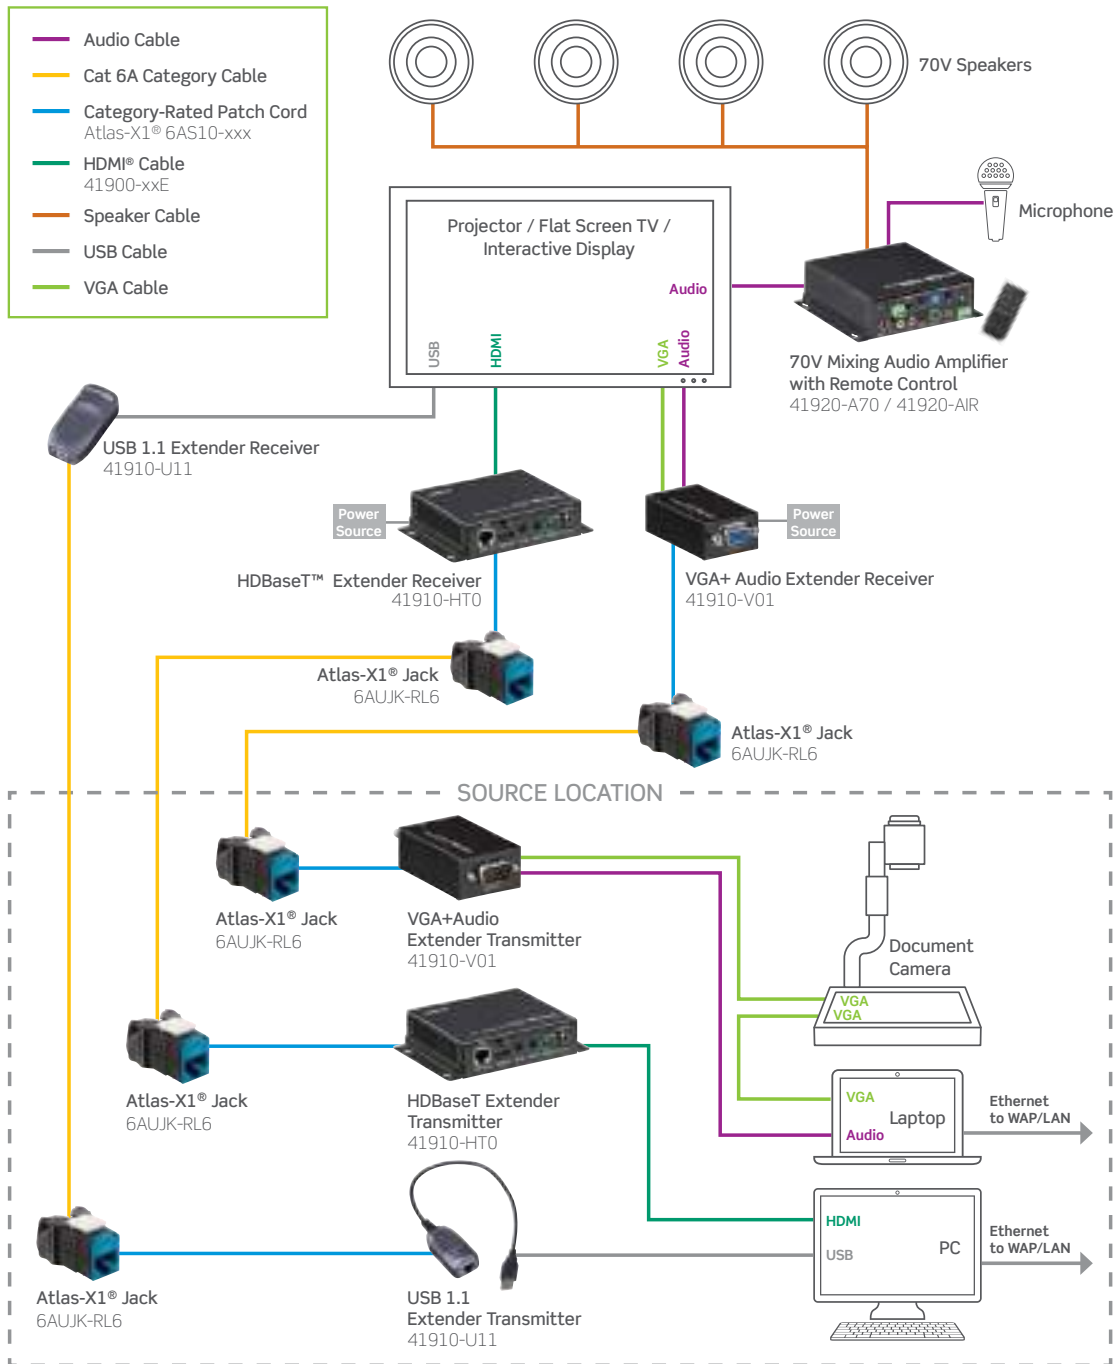 Audio Cable
Cat 6A Category Cable
Category-Rated Patch Cord
Atlas-X1® 6AS10-xxx
HDMI® Cable
41900-xxE
Speaker Cable
USB Cable
VGA Cable
70V Speakers
Microphone
Projector / Flat Screen TV /
Interactive Display
Audio
USB
HDMI
VGA
Audio
70V Mixing Audio Amplifier
with Remote Control
41920-A70 / 41920-AIR
USB 1.1 Extender Receiver
41910-U11
Power
Source
Power
Source
HDBaseT™ Extender Receiver
41910-HT0
VGA+ Audio Extender Receiver
41910-V01
Atlas-X1® Jack
6AUJK-RL6
Atlas-X1® Jack
6AUJK-RL6
SOURCE LOCATION
Atlas-X1® Jack
6AUJK-RL6
VGA+Audio
Extender Transmitter
41910-V01
Document
Camera
VGA
VGA
Atlas-X1® Jack
6AUJK-RL6
HDBaseT Extender
Transmitter
41910-HT0
VGA
Laptop
Audio
Ethernet
to WAP/LAN
HDMI
USB
PC
Ethernet
to WAP/LAN
Atlas-X1® Jack
6AUJK-RL6
USB 1.1
Extender Transmitter
41910-U11